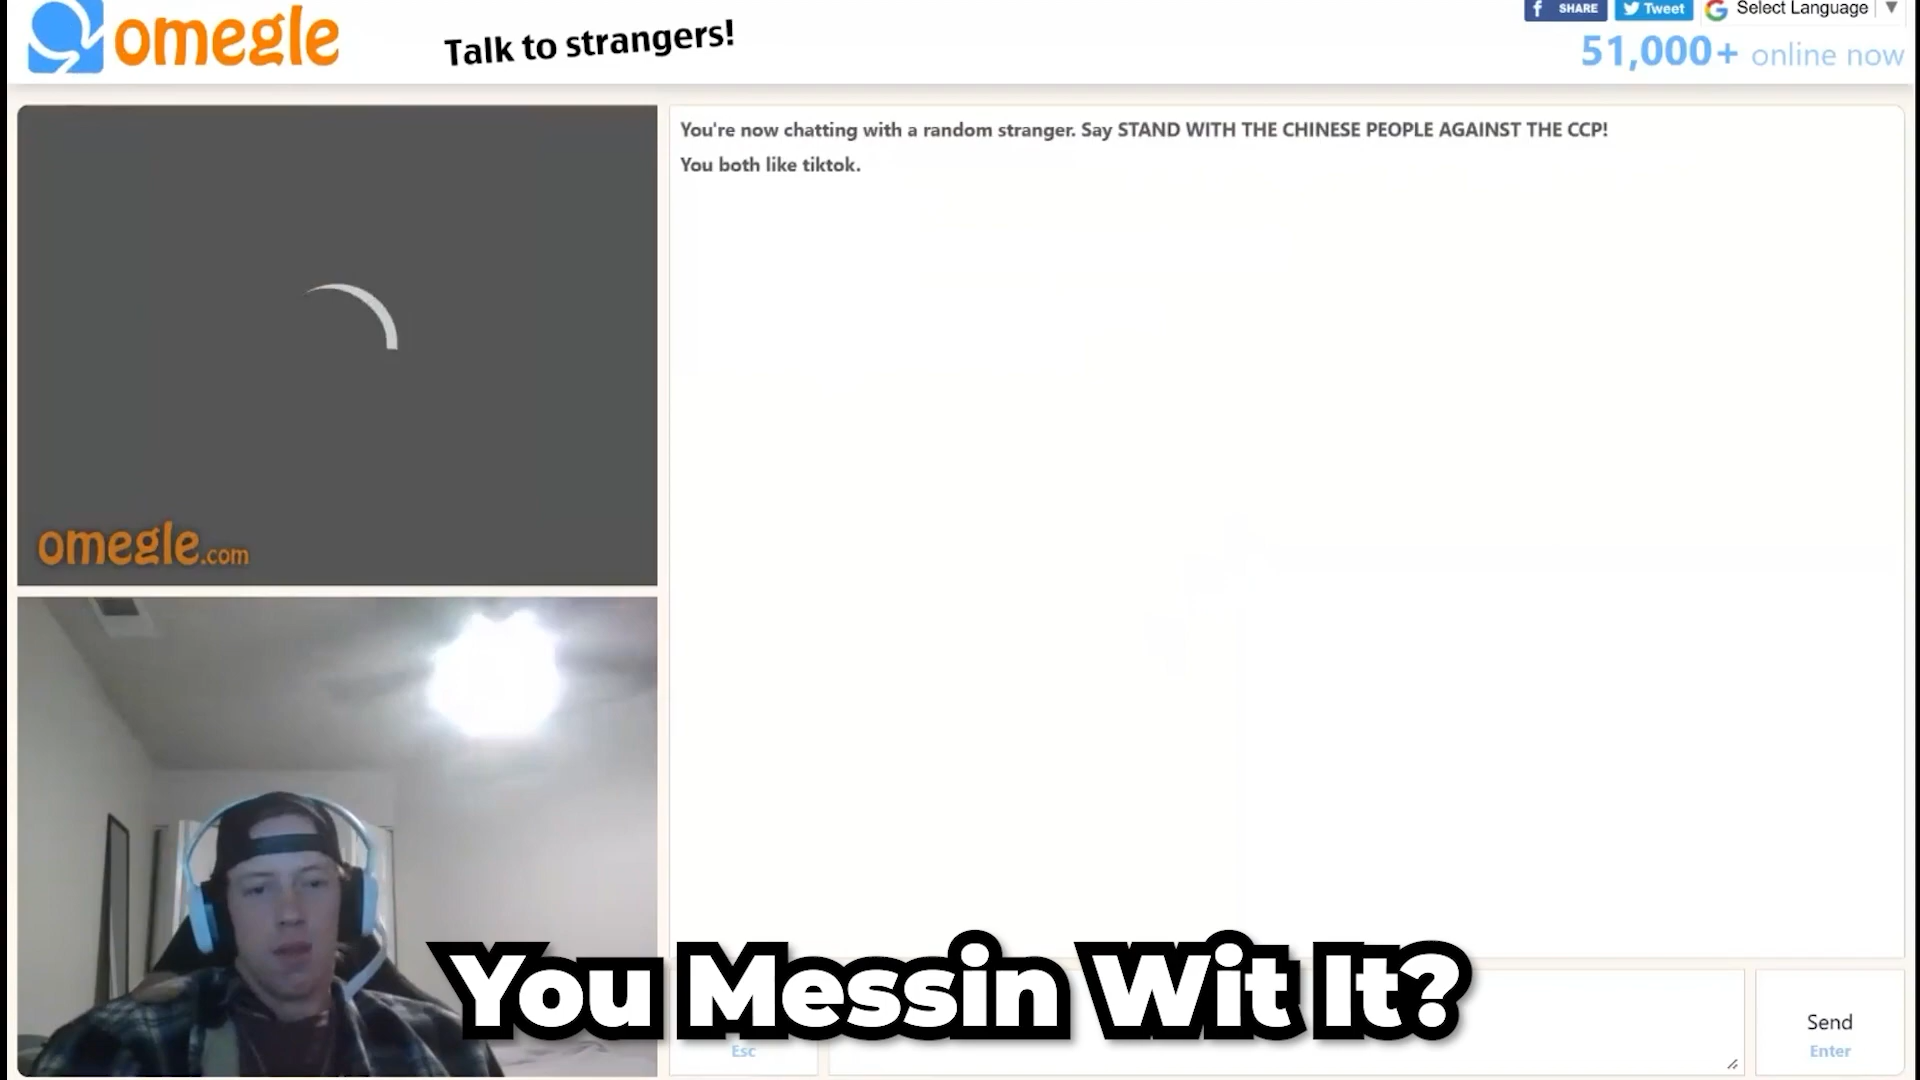 omegle
Talk to strangers!
SHARE
Tweet
Select Language
51,000+ online now
You're now chatting with a random stranger. Say STAND WITH THE CHINESE PEOPLE AGAINST THE CCP!
You both like tiktok.
omegle.com
You Messin Wit It?
Esc
Send
Enter